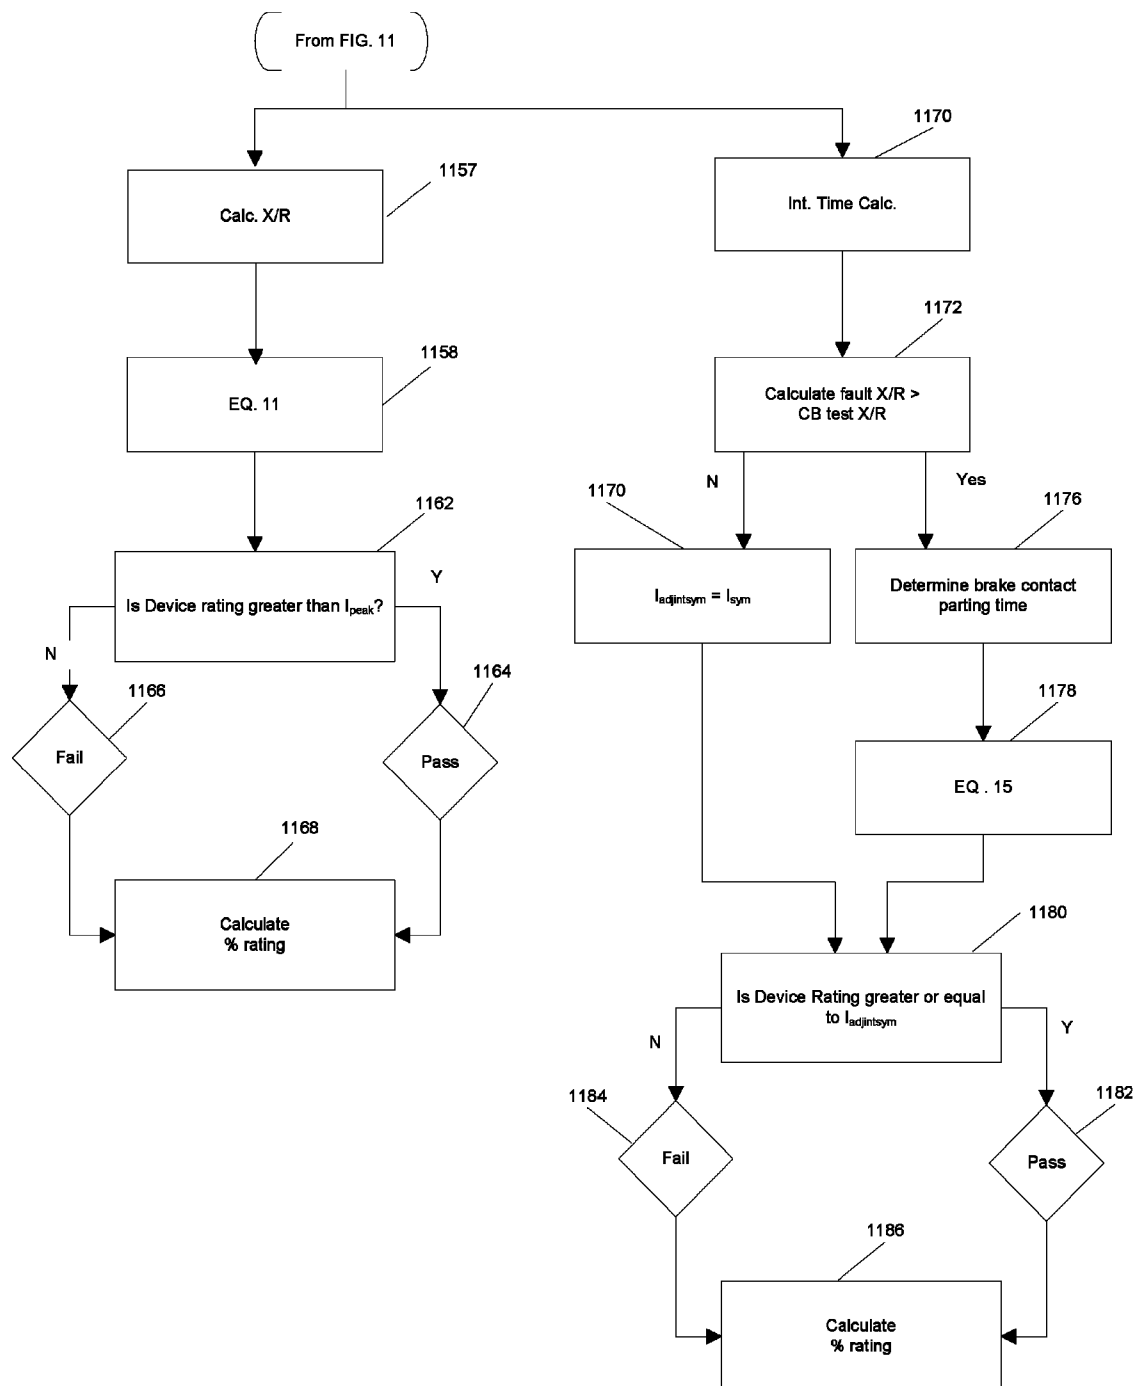 From FIG. 11
1170
1157
Int. Time Calc.
Calc. X/R
1172
1158
Calculate fault X/R >
CB test X/R
EQ. 11
N
Yes
1162
1170
1176
Is Device rating greater than Ipeak?
Y
N
Iadjintsym = Isym
Determine brake contact
parting time
1166
1164
1178
Fail
Pass
EQ . 15
1168
Calculate
% rating
1180
Is Device Rating greater or equal
to Iadjintsym
N
Y
1184
1182
Fail
Pass
1186
Calculate
% rating